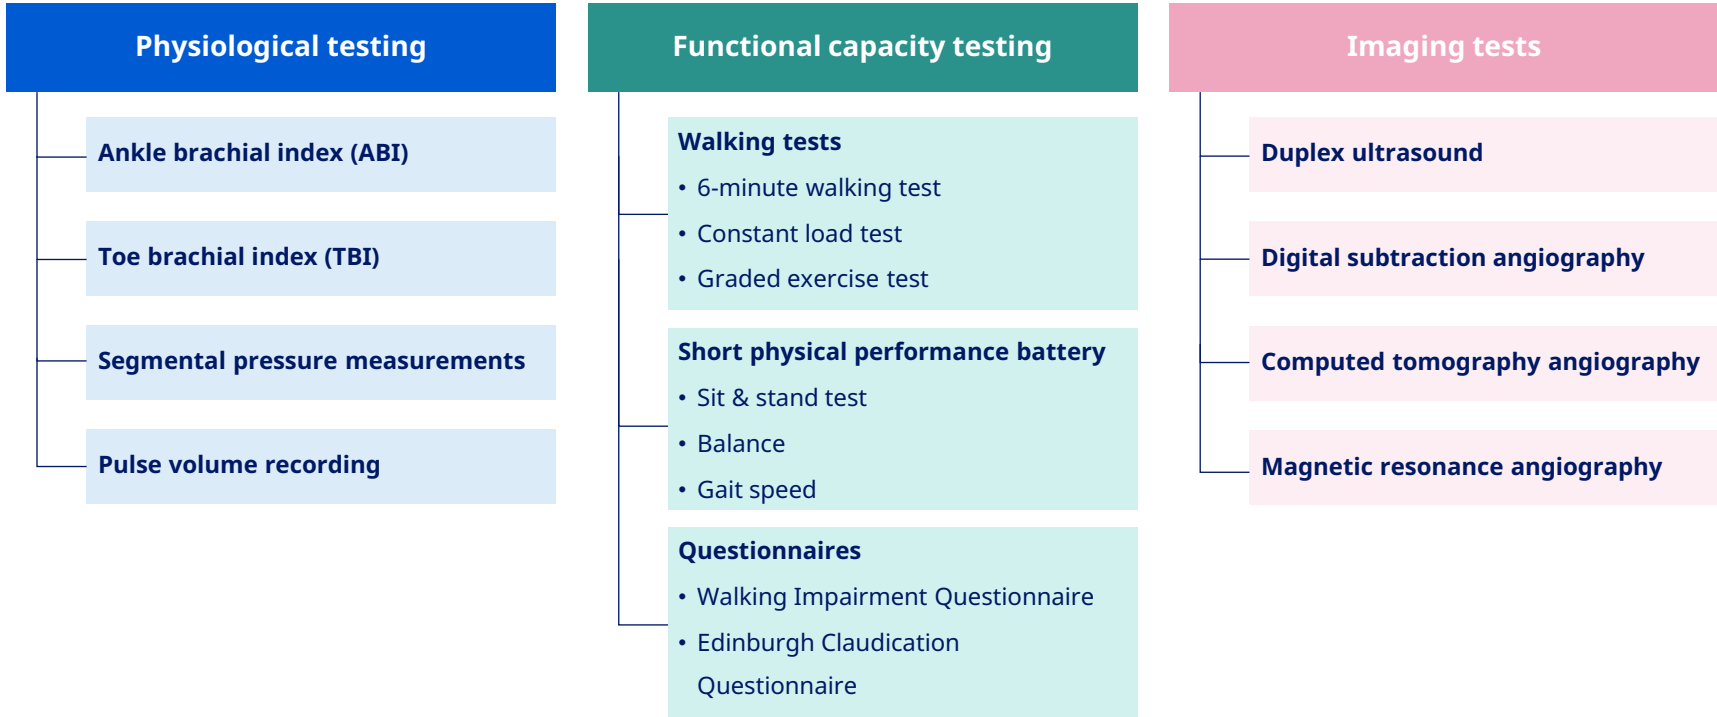 Physiological testing
Ankle brachial index (ABI)
Toe brachial index (TBI)
Segmental pressure measurements
Pulse volume recording
Functional capacity testing
Walking tests
• 6-minute walking test
• Constant load test
• Graded exercise test
Short physical performance battery
• Sit & stand test
• Balance
• Gait speed
Questionnaires
• Walking Impairment Questionnaire
• Edinburgh Claudication
Questionnaire
Imaging tests
Duplex ultrasound
Digital subtraction angiography
Computed tomography angiography
Magnetic resonance angiography